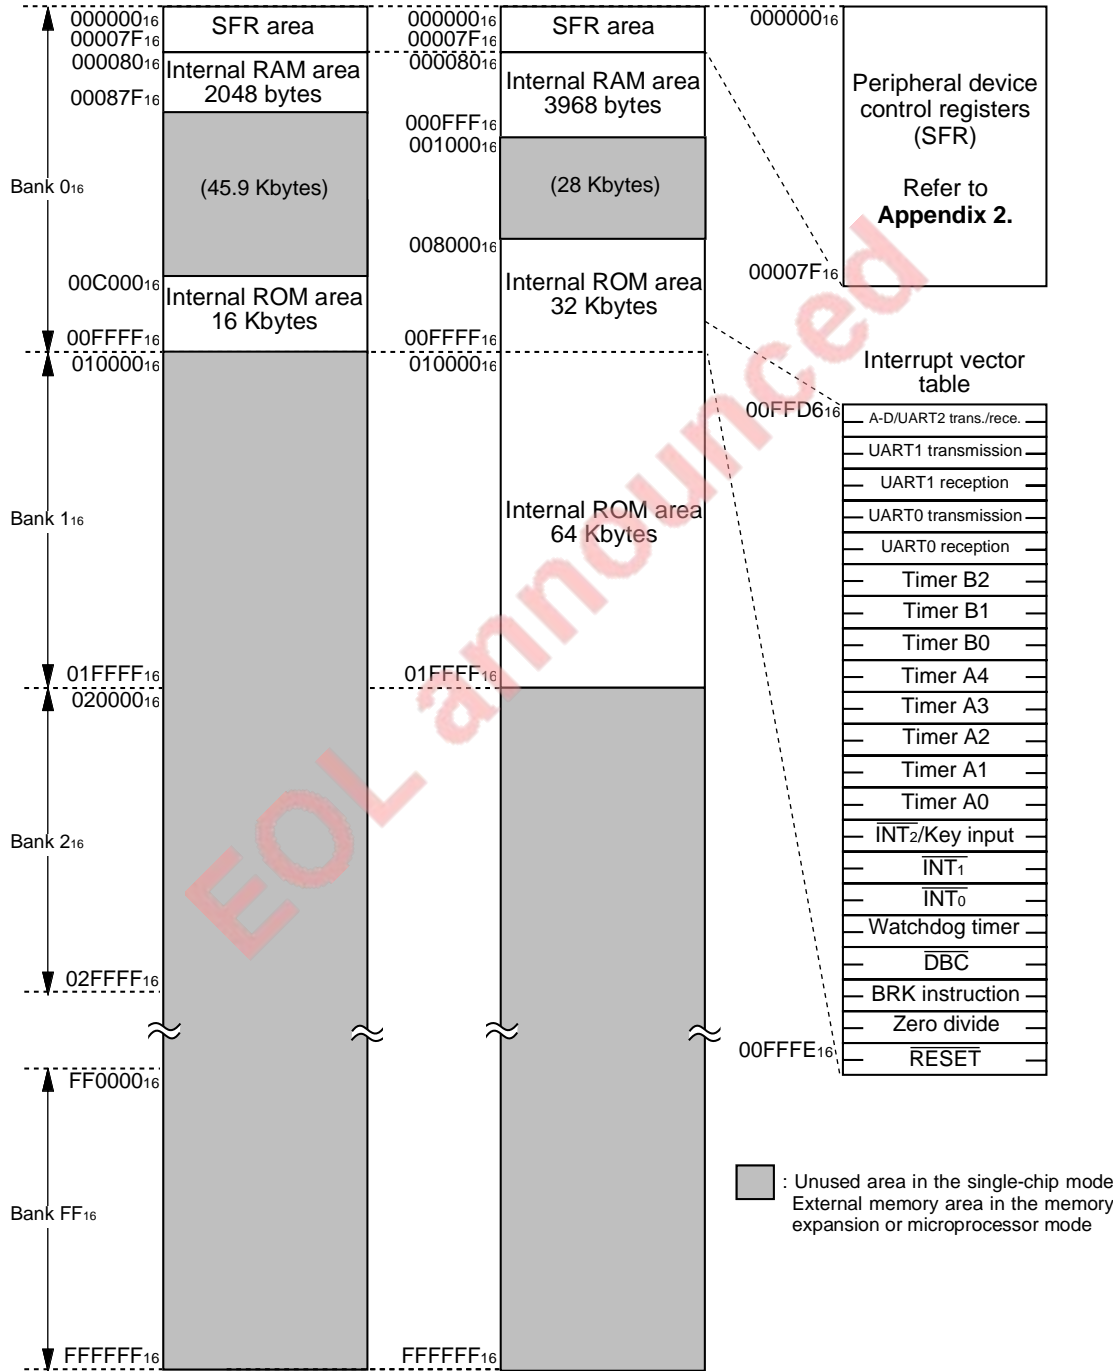 Bank 0₁₆
Bank 1₁₆
Bank 2₁₆
Bank FF₁₆
000000₁₆
00007F₁₆
000080₁₆
00087F₁₆
00C000₁₆
00FFFF₁₆
010000₁₆
01FFFF₁₆
020000₁₆
02FFFF₁₆
FF0000₁₆
FFFFFF₁₆
SFR area
Internal RAM area
2048 bytes
(45.9 Kbytes)
Internal ROM area
16 Kbytes
000000₁₆
00007F₁₆
000080₁₆
000FFF₁₆
001000₁₆
008000₁₆
00FFFF₁₆
010000₁₆
01FFFF₁₆
FFFFFF₁₆
SFR area
Internal RAM area
3968 bytes
(28 Kbytes)
Internal ROM area
32 Kbytes
Internal ROM area
64 Kbytes
000000₁₆
Peripheral device
control registers
(SFR)
Refer to
Appendix 2.
00007F₁₆
Interrupt vector
table
00FFD6₁₆
A-D/UART2 trans./rece.
UART1 transmission
UART1 reception
UART0 transmission
UART0 reception
Timer B2
Timer B1
Timer B0
Timer A4
Timer A3
Timer A2
Timer A1
Timer A0
I̅N̅T̅₂/Key input
I̅N̅T̅₁
I̅N̅T̅₀
Watchdog timer
D̅B̅C̅
BRK instruction
Zero divide
00FFFE₁₆
R̅E̅S̅E̅T̅
: Unused area in the single-chip mode
External memory area in the memory
expansion or microprocessor mode
EOL announced